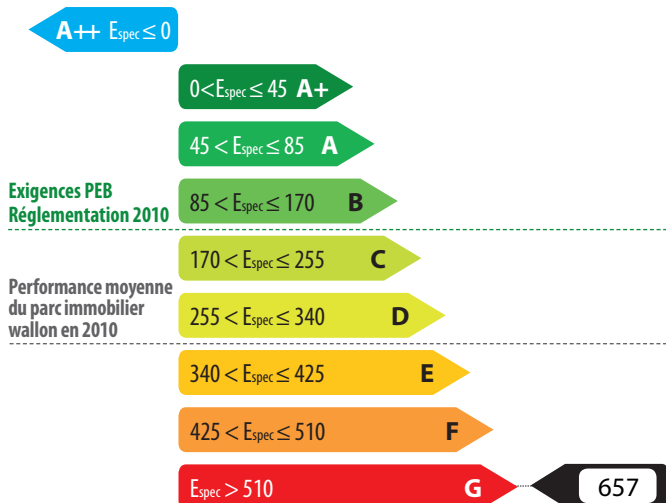 A++ Espec ≤ 0
0 < Espec ≤ 45 A+
45 < Espec ≤ 85 A
Exigences PEB
Réglementation 2010
85 < Espec ≤ 170 B
170 < Espec ≤ 255 C
Performance moyenne
du parc immobilier
wallon en 2010
255 < Espec ≤ 340 D
340 < Espec ≤ 425 E
425 < Espec ≤ 510 F
Espec > 510 G
657